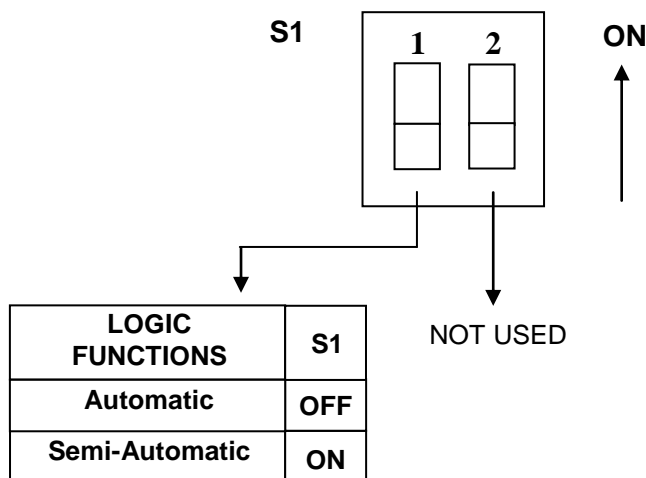 S1
1 2
ON
LOGIC
FUNCTIONS
S1
NOT USED
Automatic
OFF
Semi-Automatic
ON